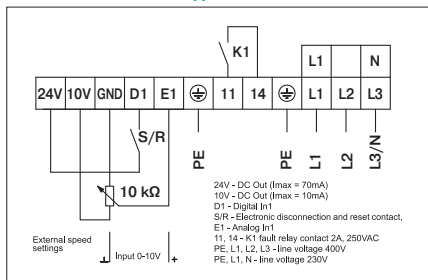 K1
L1 N
24V 10V GND D1 E1 11 14 L1 L2 L3
S/R
PE PE L1 L2 L3/N
10 kΩ
External speed
settings
Input 0-10V +
24V - DC Out (Imax = 70mA)
10V - DC Out (Imax = 10mA)
D1 - Digital In1
S/R - Electronic disconnection and reset contact,
E1 - Analog In1
11, 14 - K1 fault relay contact 2A, 250VAC
PE, L1, L2, L3 - line voltage 400V
PE, L1, N - line voltage 230V